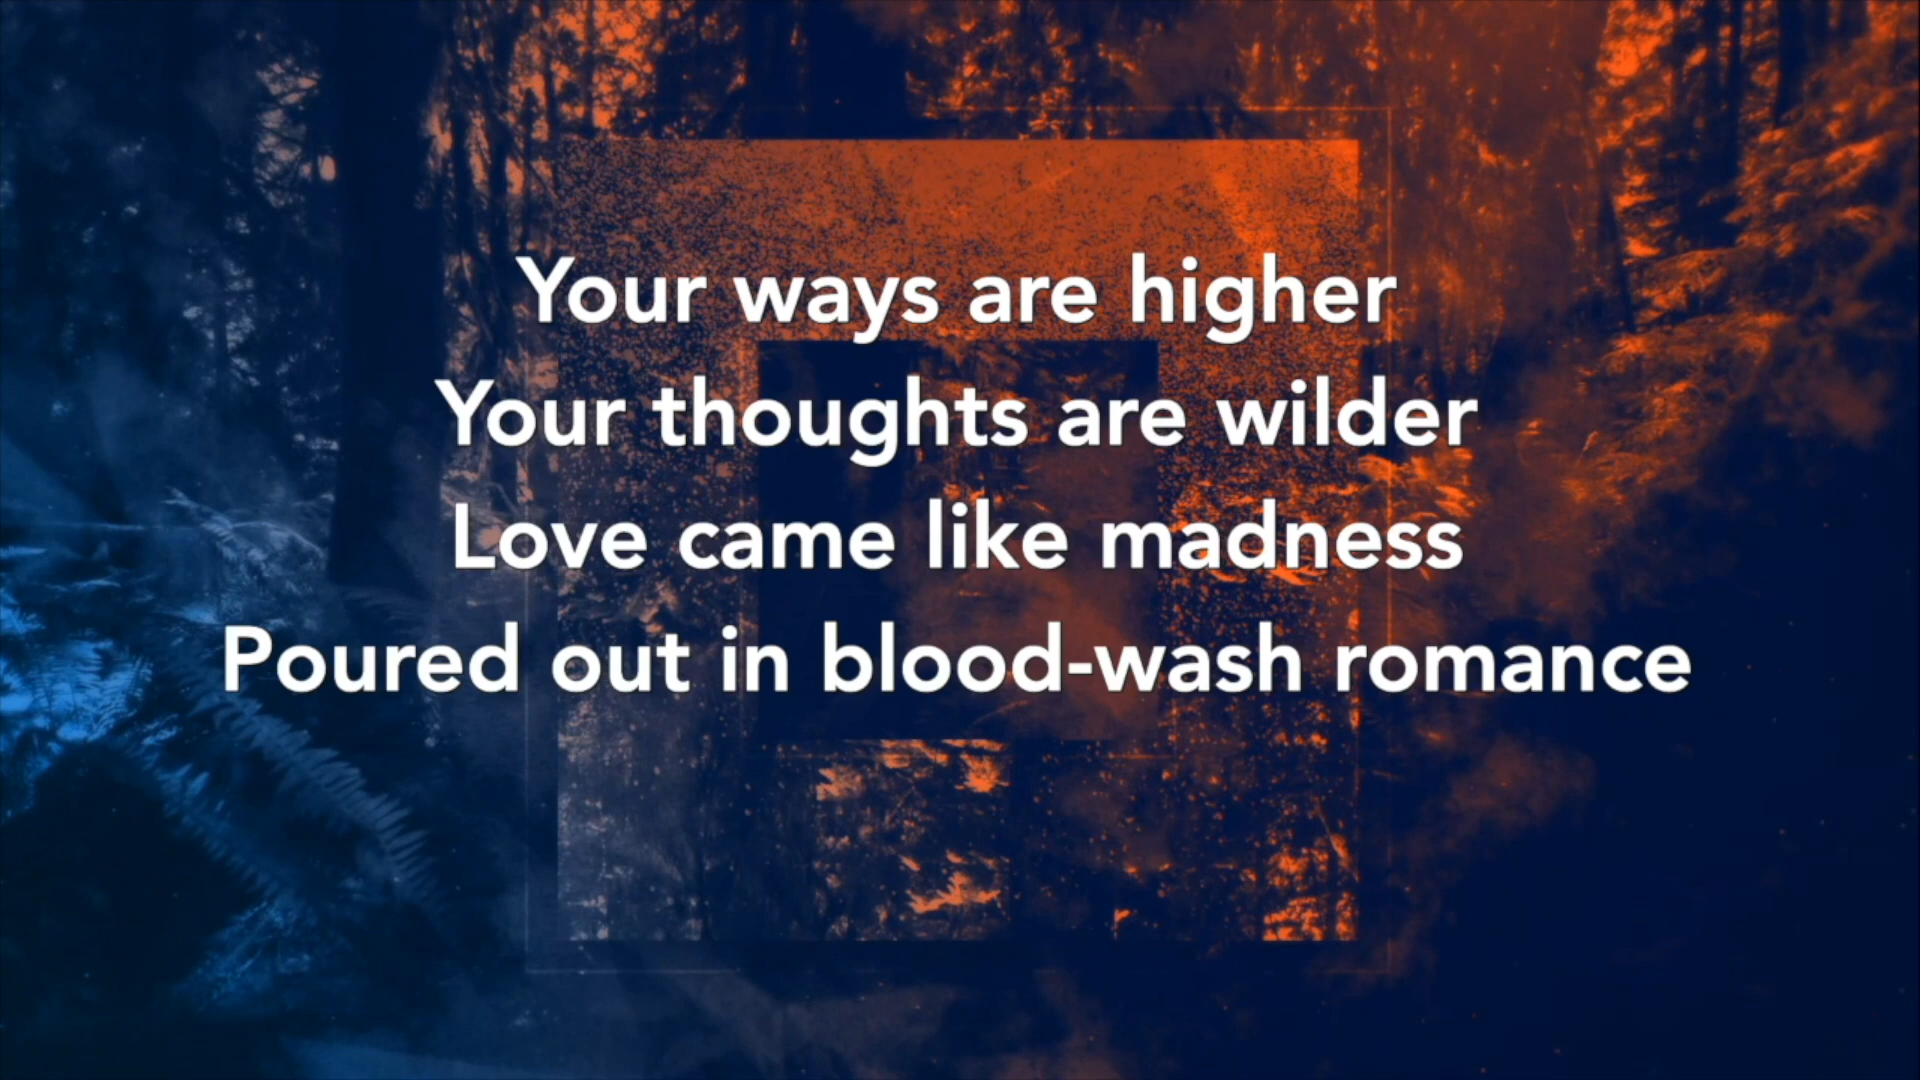 Your ways are higher
Your thoughts are wilder
Love came like madness
Poured out in blood-wash romance